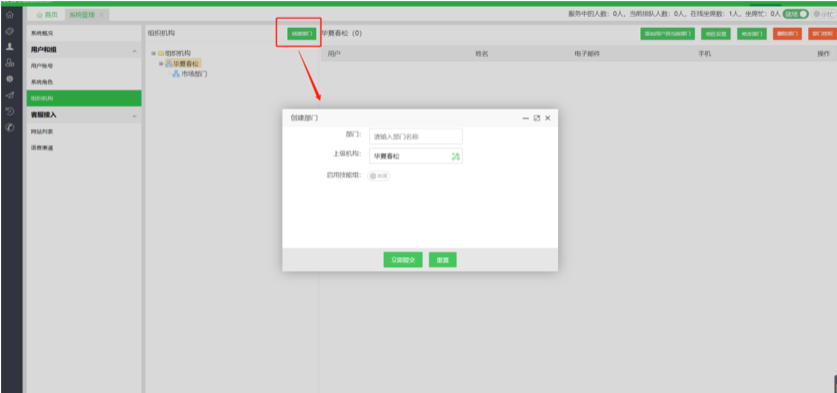 首页 系统管理
服务中的人数：0人，当前排队人数：0人，在线坐席数：1人，坐席忙：0人 就绪 小忙
系统概况
用户和组
用户账号
系统角色
组织机构
客服接入
网站列表
语音渠道
组织机构 创建部门
组织机构
华夏春松
市场部门
华夏春松（0） 添加用户到当前部门 地区设置 修改部门 删除部门 部门授权
用户 姓名 电子邮件 手机 操作
创建部门
部门： 请输入部门名称
上级机构： 华夏春松
启用技能组： 关闭
立即提交 重置